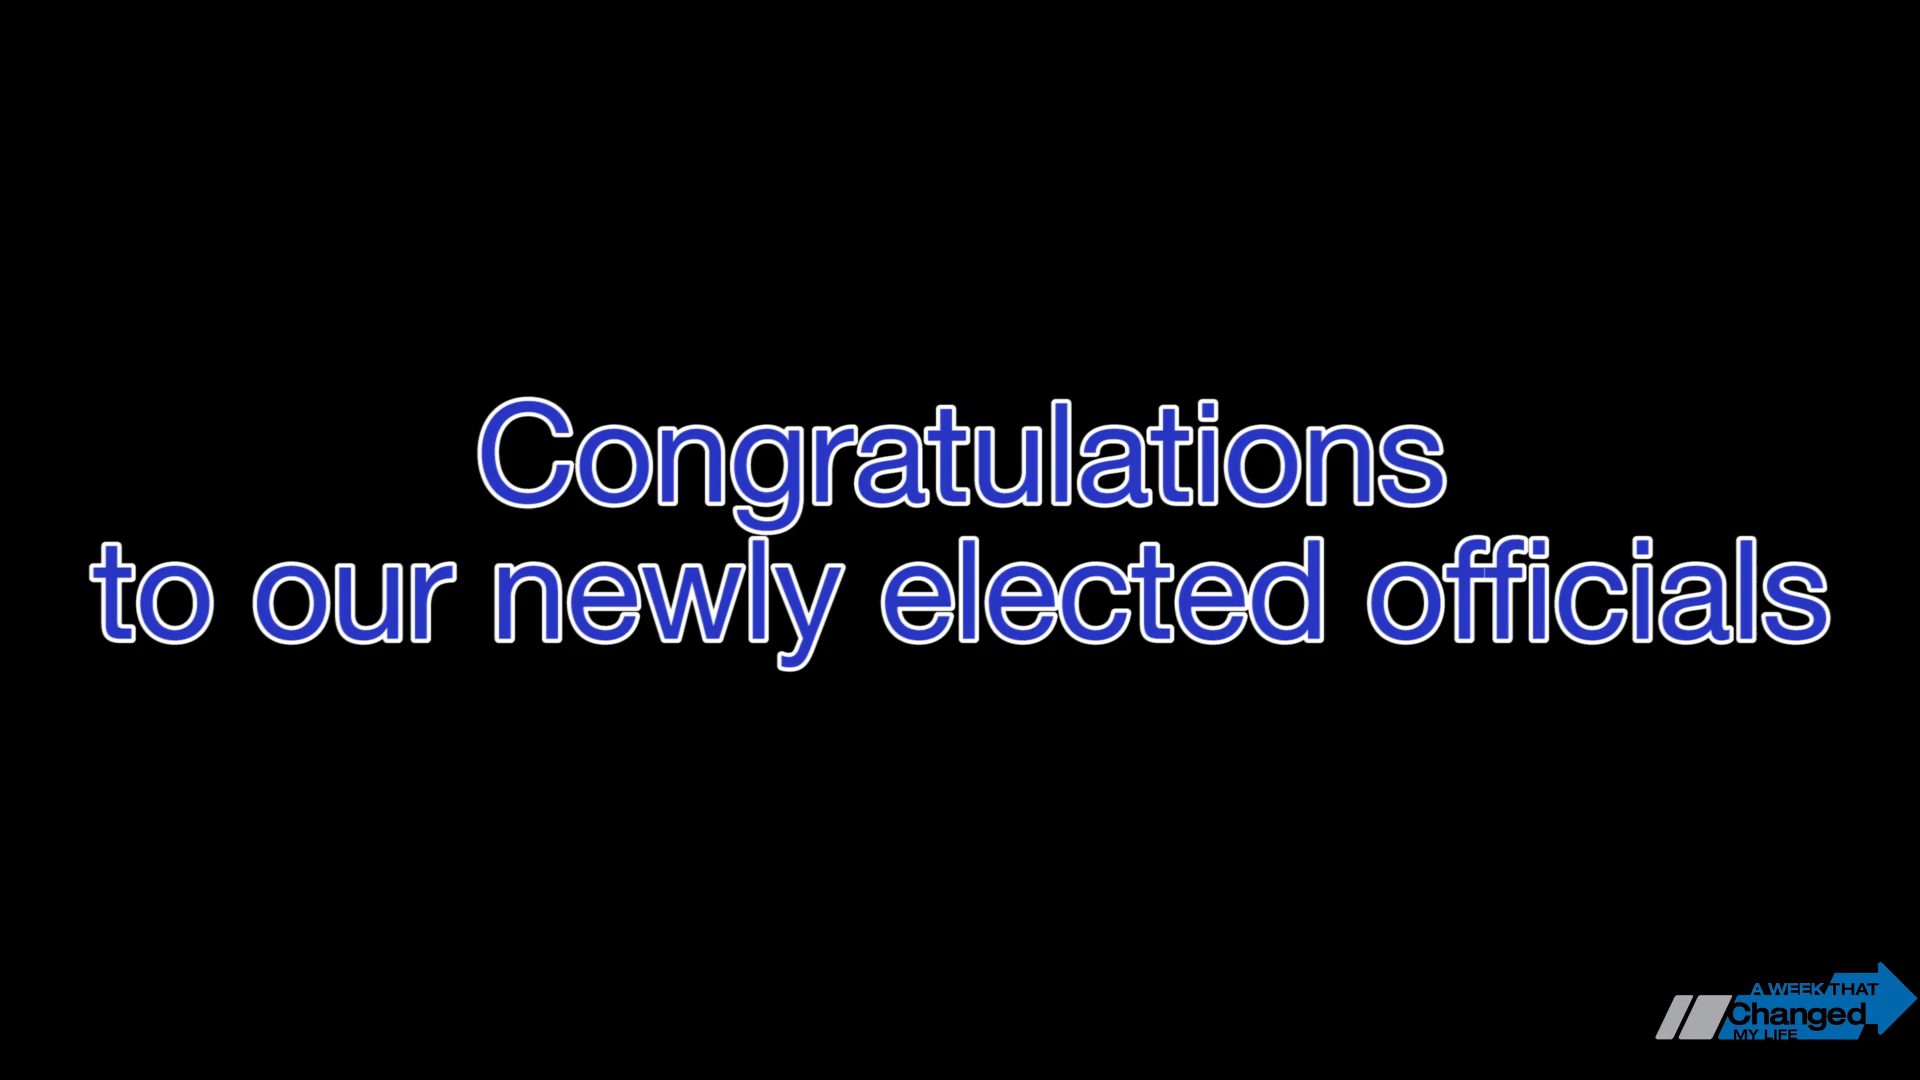 Congratulations
to our newly elected officials
A WEEK THAT
Changed
MY LIFE